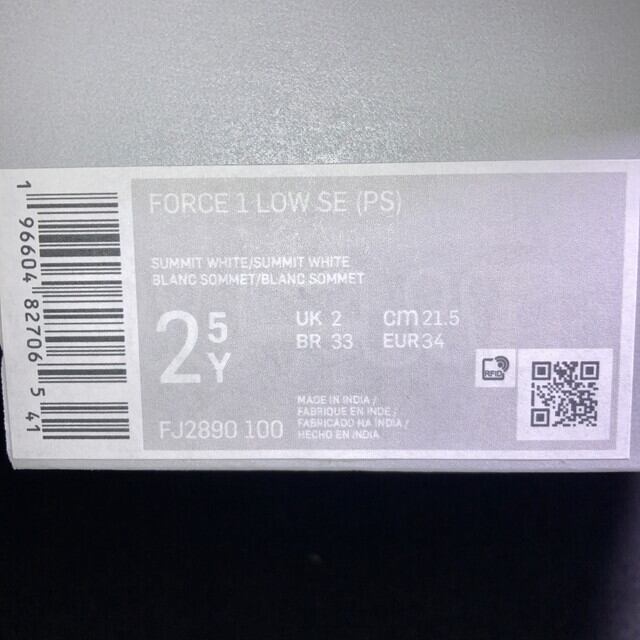 FORCE 1 LOW SE (PS)
SUMMIT WHITE/SUMMIT WHITE
BLANC SOMMET/BLANC SOMMET
2 5 Y
UK 2 cm 21.5
BR 33 EUR 34
RFID
FJ2890 100
MADE IN INDIA /
FABRIQUE EN INDE /
FABRICADO NA ÍNDIA /
HECHO EN INDIA
1 96604 82706 5 41